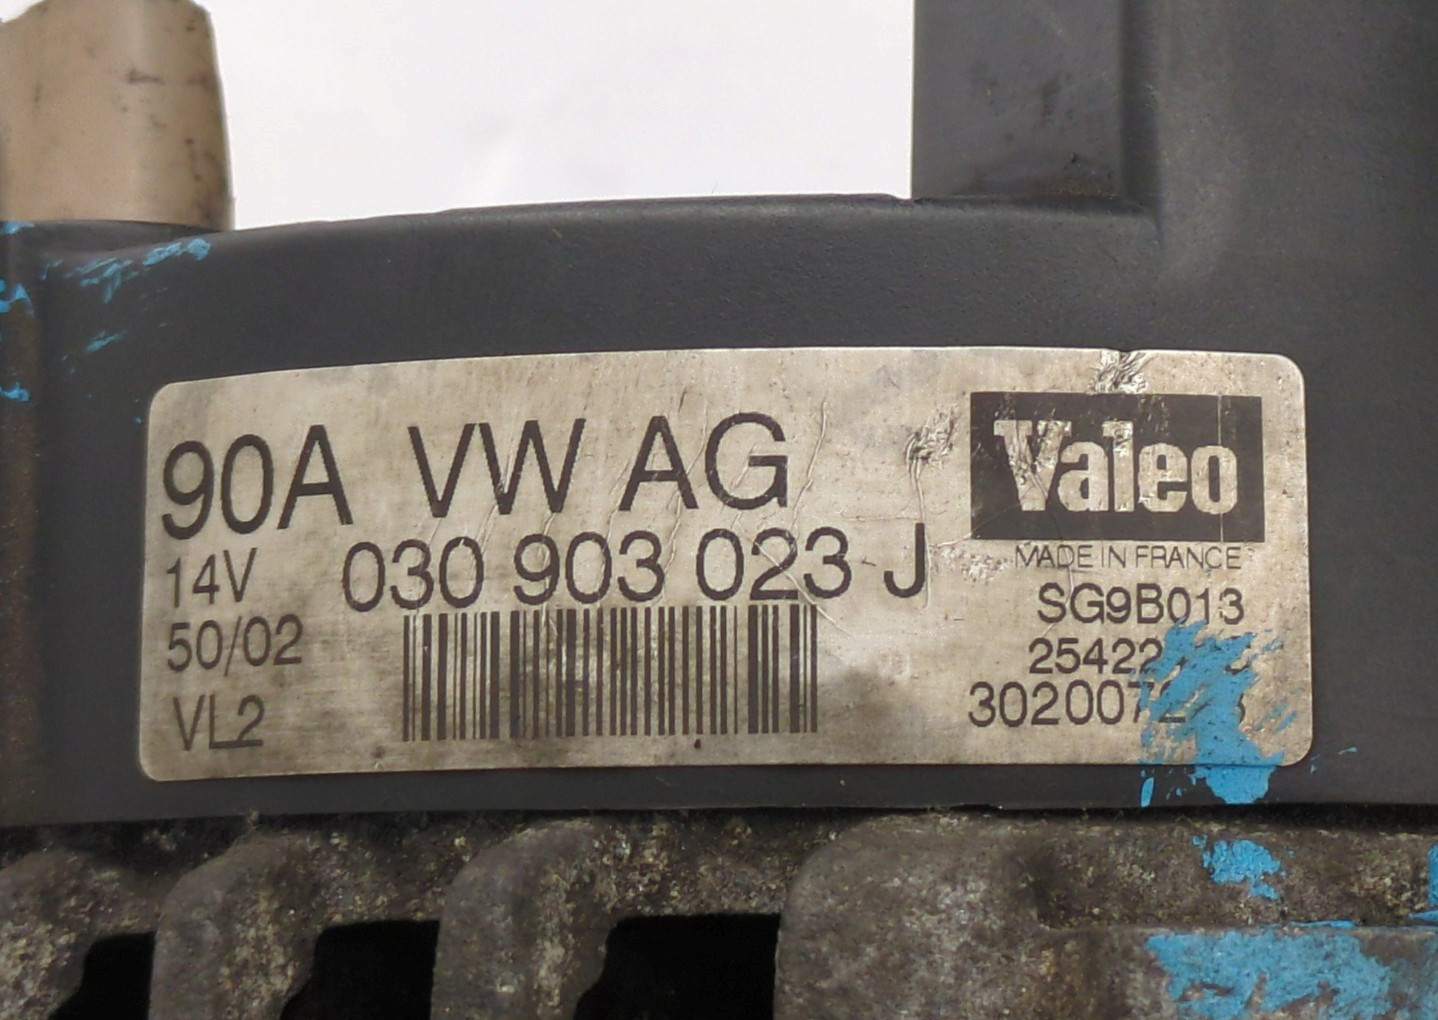 90A VW AG
14V 030 903 023 J
50/02
VL2
Valeo
MADE IN FRANCE
SG9B013